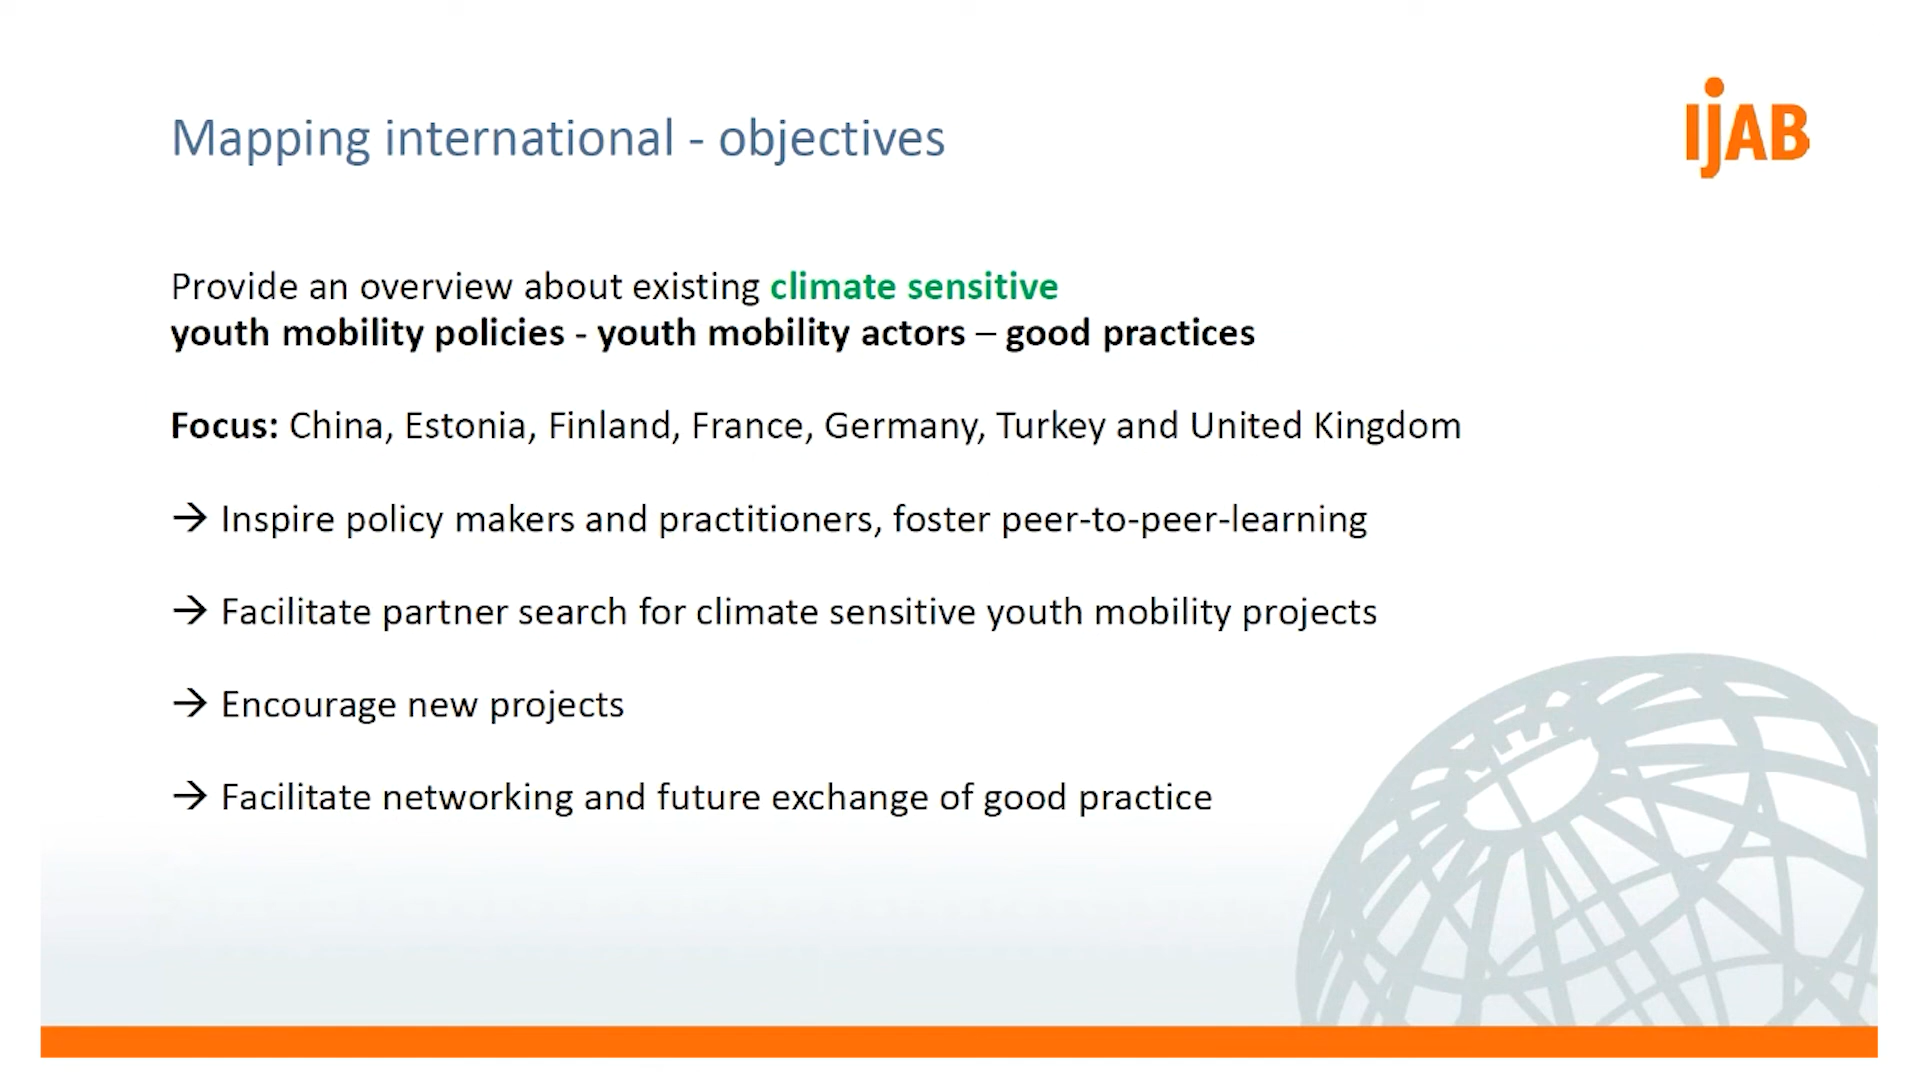 ijAB
Mapping international - objectives
Provide an overview about existing climate sensitive
youth mobility policies - youth mobility actors – good practices
Focus: China, Estonia, Finland, France, Germany, Turkey and United Kingdom
→ Inspire policy makers and practitioners, foster peer-to-peer-learning
→ Facilitate partner search for climate sensitive youth mobility projects
→ Encourage new projects
→ Facilitate networking and future exchange of good practice